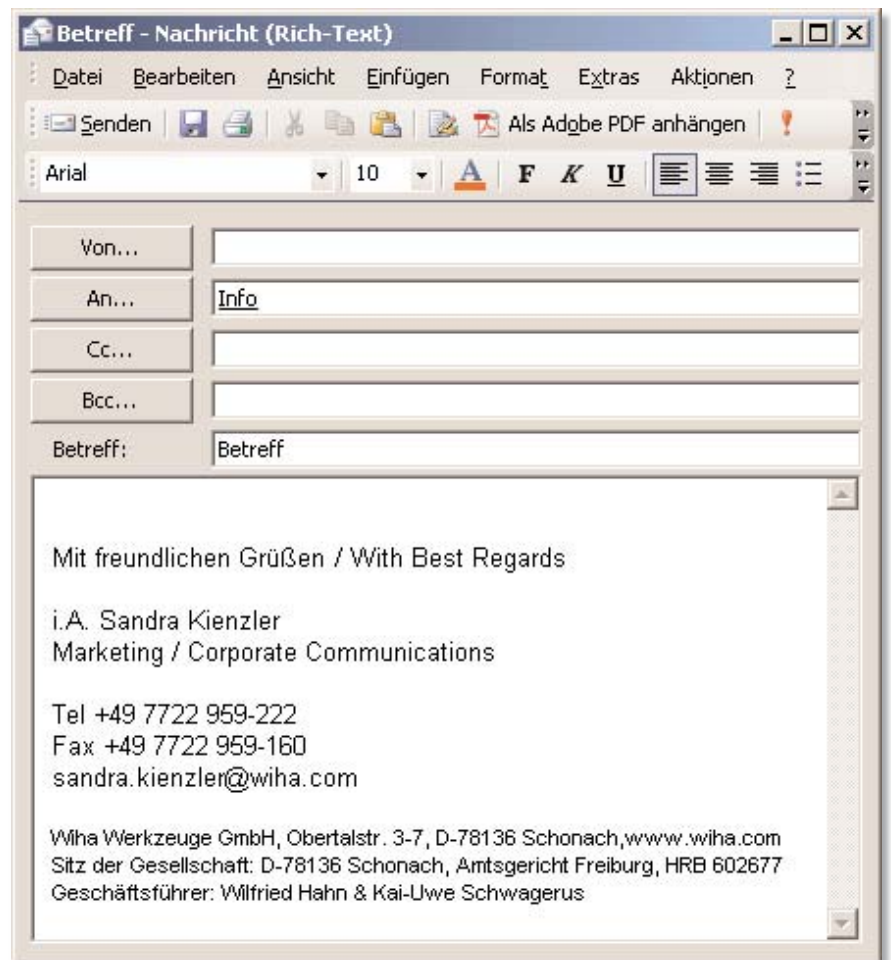 Betreff - Nachricht (Rich-Text)
Datei Bearbeiten Ansicht Einfügen Format Extras Aktionen ?
Senden Als Adobe PDF anhängen
Arial 10 A F K U
Von...
An... Info
Cc...
Bcc...
Betreff: Betreff
Mit freundlichen Grüßen / With Best Regards
i.A. Sandra Kienzler
Marketing / Corporate Communications
Tel +49 7722 959-222
Fax +49 7722 959-160
sandra.kienzler@wiha.com
Wiha Werkzeuge GmbH, Obertalstr. 3-7, D-78136 Schonach,www.wiha.com
Sitz der Gesellschaft: D-78136 Schonach, Amtsgericht Freiburg, HRB 602677
Geschäftsführer: Wilfried Hahn & Kai-Uwe Schwagerus